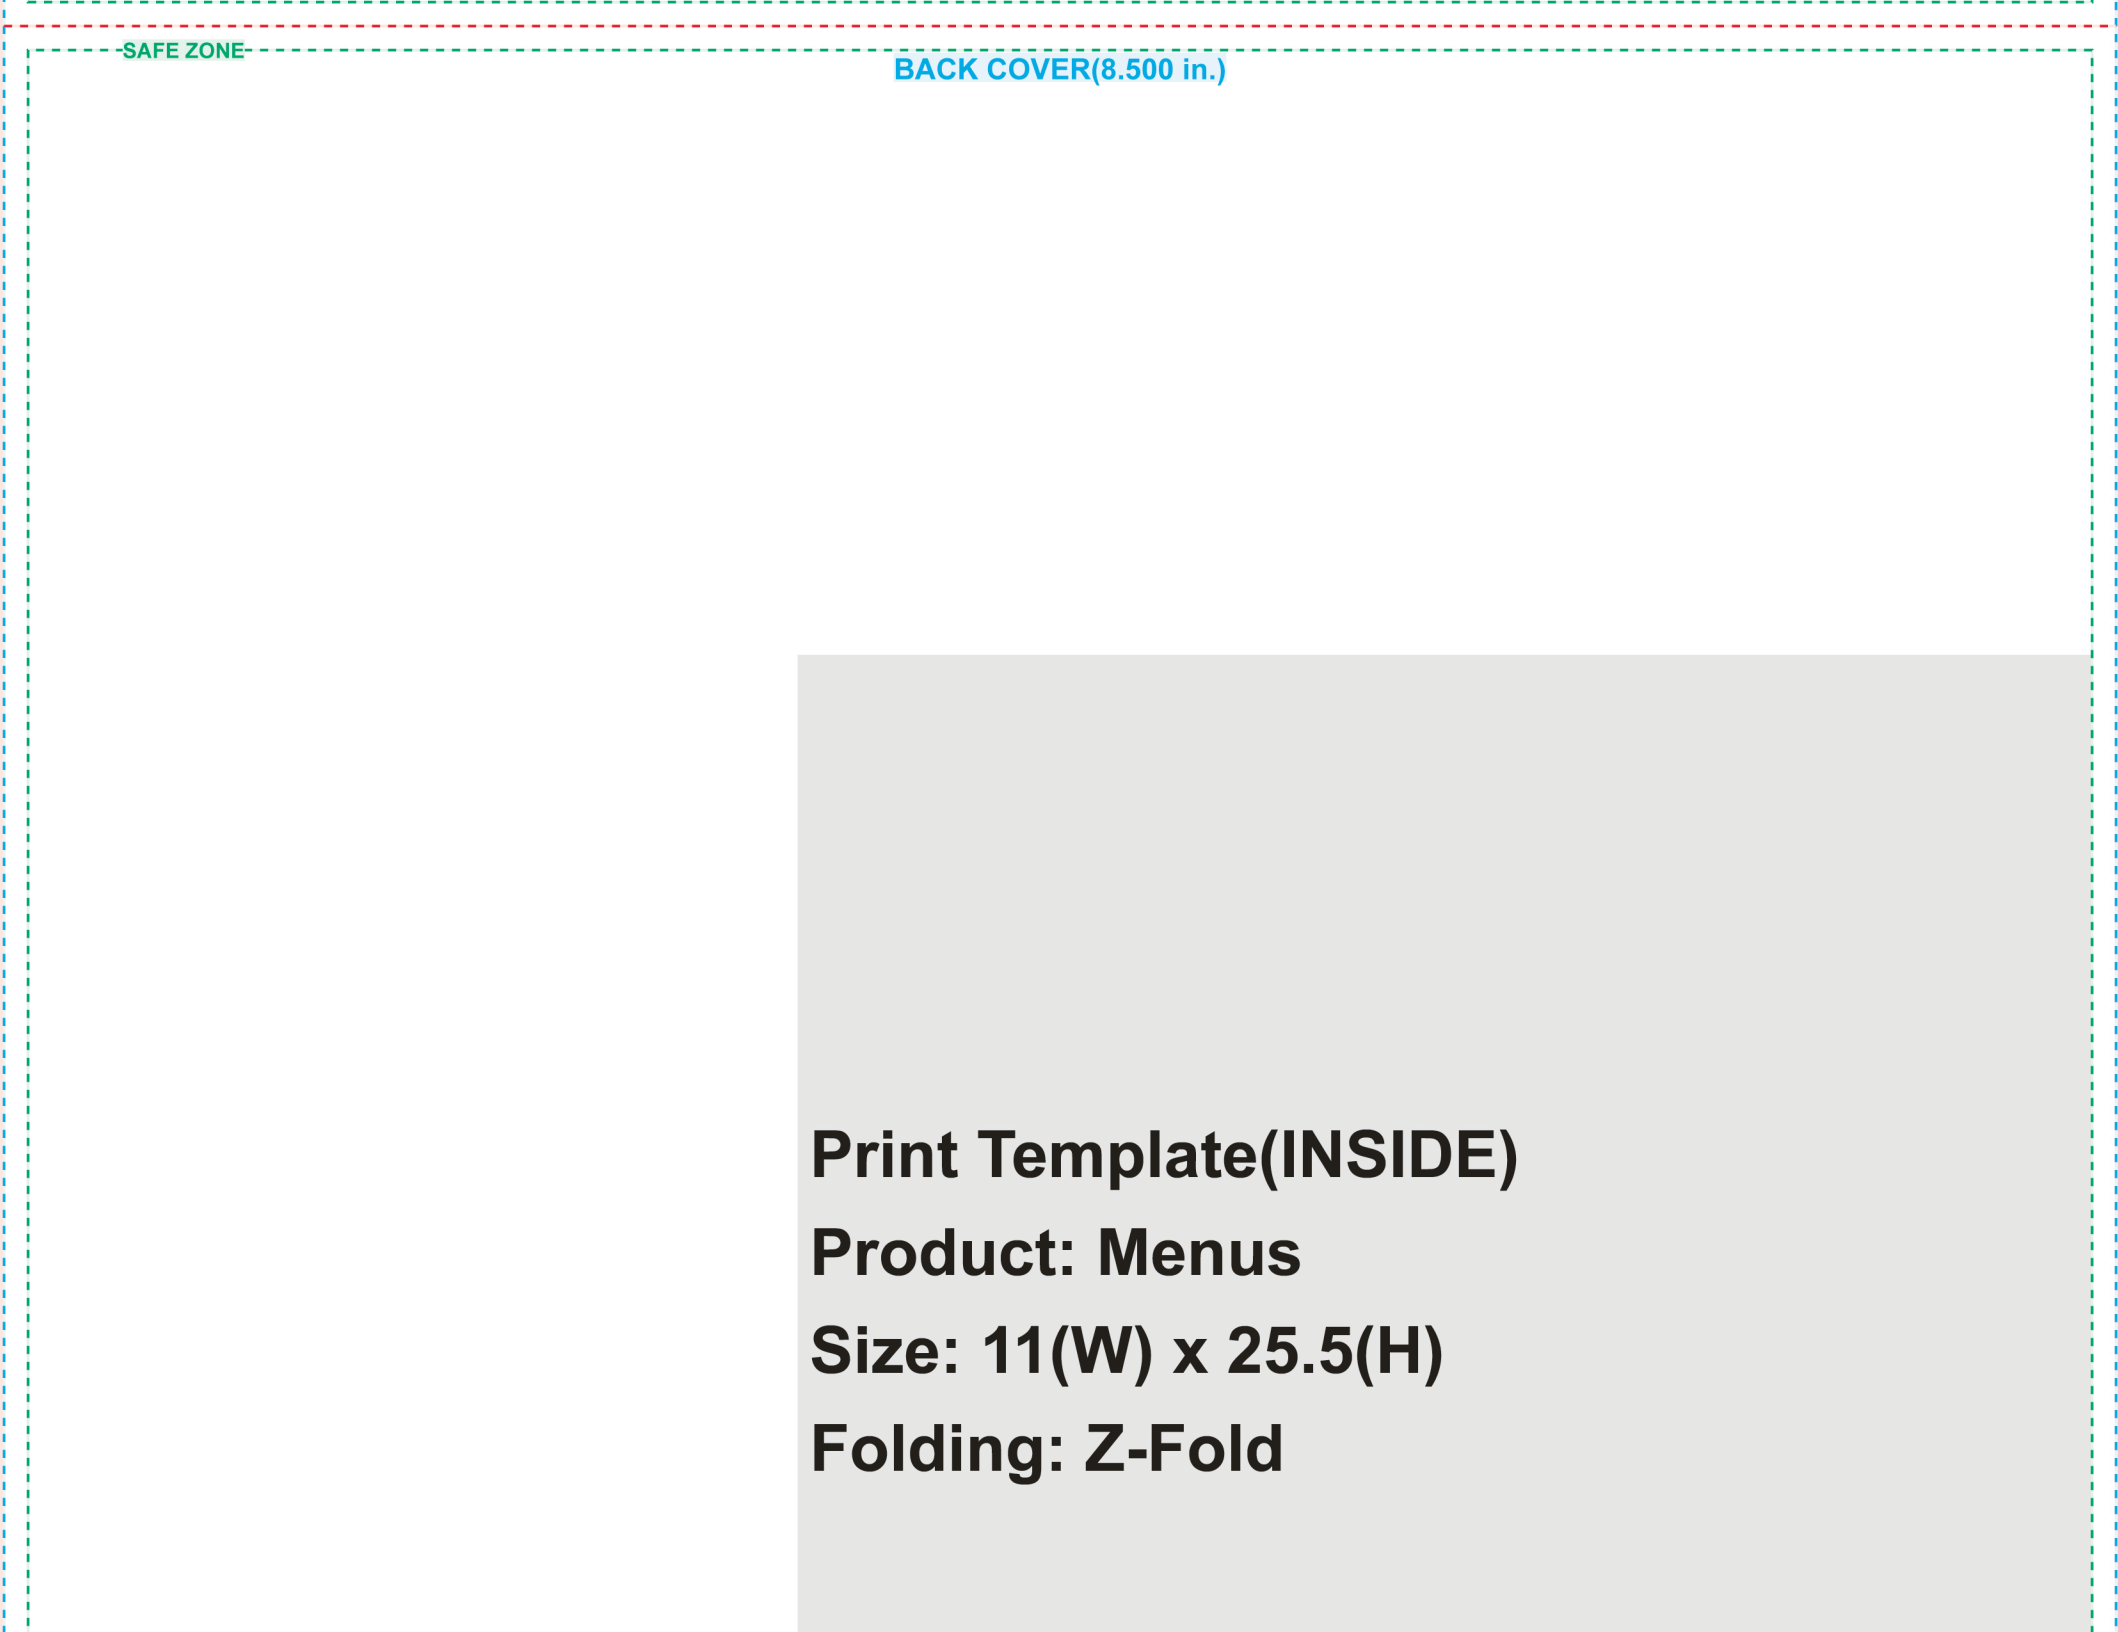 SAFE ZONE
BACK COVER(8.500 in.)
Print Template(INSIDE)
Product: Menus
Size: 11(W) x 25.5(H)
Folding: Z-Fold